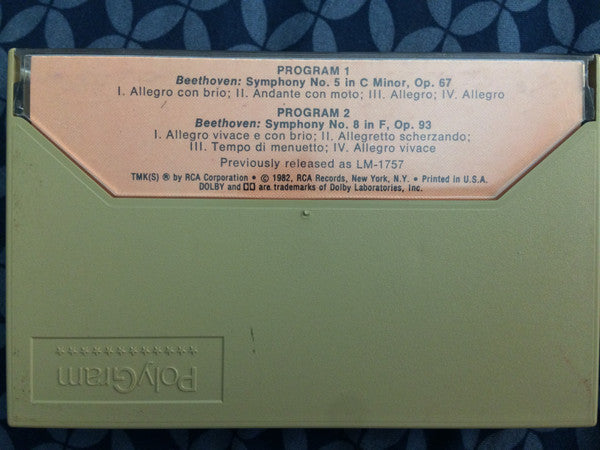 PROGRAM 1
Beethoven: Symphony No. 5 in C Minor, Op. 67
I. Allegro con brio; II. Andante con moto; III. Allegro; IV. Allegro
PROGRAM 2
Beethoven: Symphony No. 8 in F, Op. 93
I. Allegro vivace e con brio; II. Allegretto scherzando;
III. Tempo di menuetto; IV. Allegro vivace
Previously released as LM-1757
TMK(S) ® by RCA Corporation • © 1982, RCA Records, New York, N.Y. • Printed in U.S.A.
DOLBY and DD are trademarks of Dolby Laboratories, Inc.
PolyGram